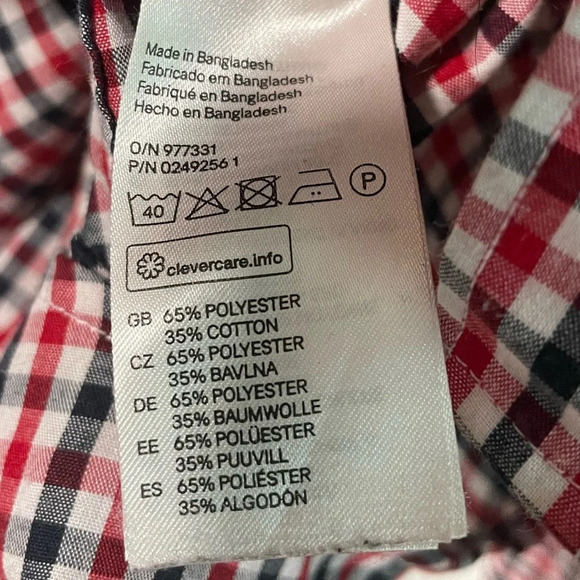 Made in Bangladesh
Fabricado em Bangladesh
Fabriqué en Bangladesh
Hecho en Bangladesh
O/N 977331
P/N 0249256 1
40
P
clevercare.info
GB 65% POLYESTER
35% COTTON
CZ 65% POLYESTER
35% BAVLNA
DE 65% POLYESTER
35% BAUMWOLLE
EE 65% POLÜESTER
35% PUUVILL
ES 65% POLIÉSTER
35% ALGODÓN